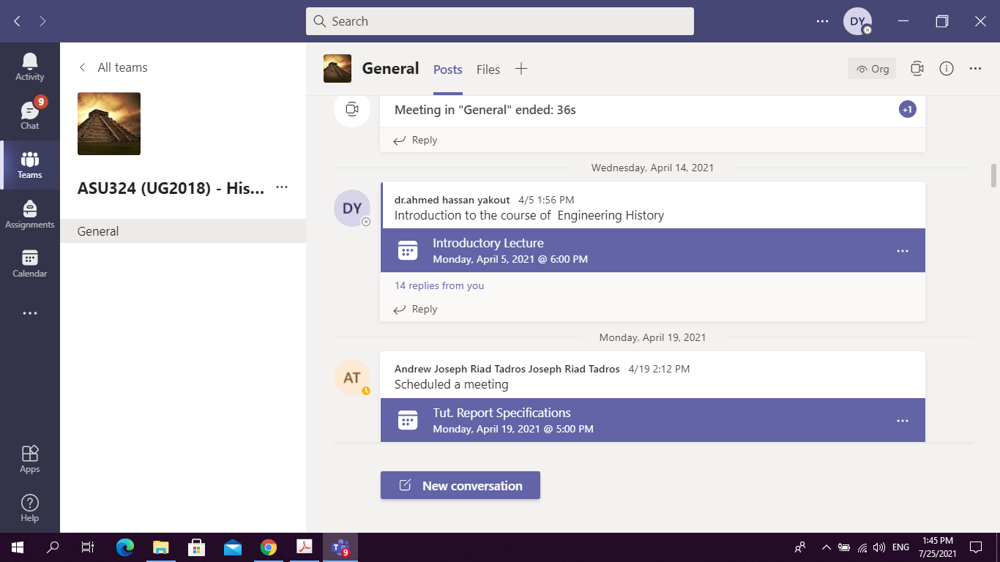 Search
DY
Activity
9
Chat
Teams
Assignments
Calendar
Apps
Help
All teams
ASU324 (UG2018) - His...
General
General
Posts
Files
Org
Meeting in "General" ended: 36s
+1
Reply
Wednesday, April 14, 2021
DY
dr.ahmed hassan yakout 4/5 1:56 PM
Introduction to the course of  Engineering History
Introductory Lecture
Monday, April 5, 2021 @ 6:00 PM
14 replies from you
Reply
Monday, April 19, 2021
AT
Andrew Joseph Riad Tadros Joseph Riad Tadros 4/19 2:12 PM
Scheduled a meeting
Tut. Report Specifications
Monday, April 19, 2021 @ 5:00 PM
New conversation
9
ENG
1:45 PM
7/25/2021